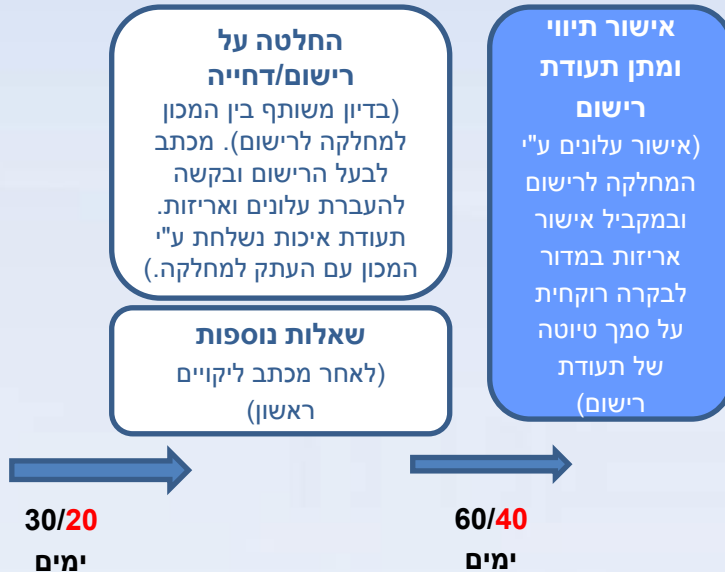 החלטה על
רישום/דחייה
(בדיון משותף בין המכון
למחלקה לרישום). מכתב
לבעל הרישום ובקשה
להעברת עלונים ואריזות.
תעודת איכות נשלחת ע"י
המכון עם העתק למחלקה.)
שאלות נוספות
(לאחר מכתב ליקויים
ראשון)
אישור תיווי
ומתן תעודת
רישום
(אישור עלונים ע"י
המחלקה לרישום
ובמקביל אישור
אריזות במדור
לבקרה רוקחית
על סמך טיוטה
של תעודת
רישום)
30/20
ימים
60/40
ימים